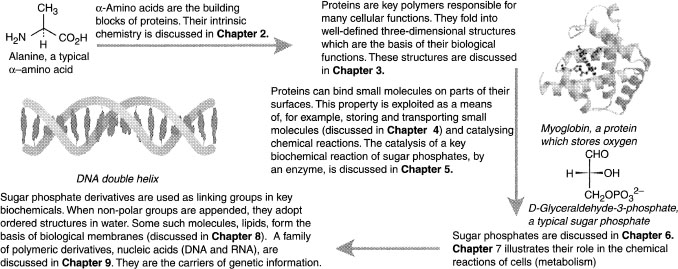 CH₃
H₂N
CO₂H
H
Alanine, a typical
α–amino acid
α-Amino acids are the building
blocks of proteins. Their intrinsic
chemistry is discussed in Chapter 2.
Proteins are key polymers responsible for
many cellular functions. They fold into
well-defined three-dimensional structures
which are the basis of their biological
functions. These structures are discussed
in Chapter 3.
Proteins can bind small molecules on parts of their
surfaces. This property is exploited as a means
of, for example, storing and transporting small
molecules (discussed in Chapter 4) and catalysing
chemical reactions. The catalysis of a key
biochemical reaction of sugar phosphates, by
an enzyme, is discussed in Chapter 5.
Myoglobin, a protein
which stores oxygen
CHO
H
OH
CH₂OPO₃²⁻
D-Glyceraldehyde-3-phosphate,
a typical sugar phosphate
Sugar phosphates are discussed in Chapter 6.
Chapter 7 illustrates their role in the chemical
reactions of cells (metabolism)
DNA double helix
Sugar phosphate derivatives are used as linking groups in key
biochemicals. When non-polar groups are appended, they adopt
ordered structures in water. Some such molecules, lipids, form the
basis of biological membranes (discussed in Chapter 8). A family
of polymeric derivatives, nucleic acids (DNA and RNA), are
discussed in Chapter 9. They are the carriers of genetic information.